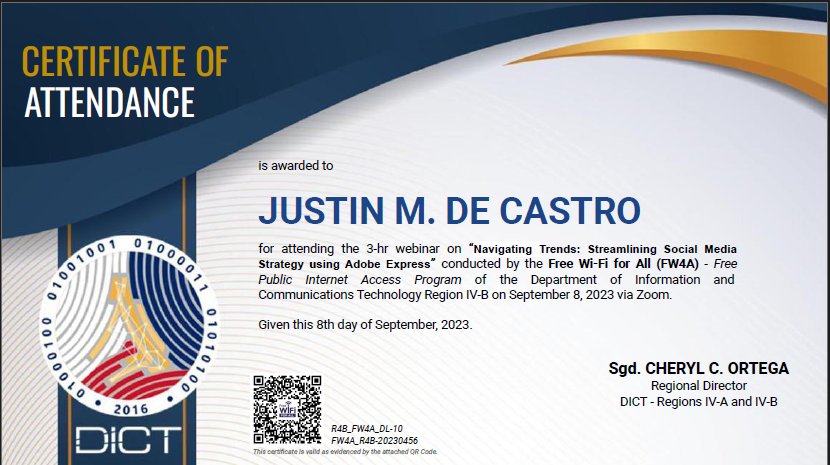 CERTIFICATE OF
ATTENDANCE
is awarded to
JUSTIN M. DE CASTRO
for attending the 3-hr webinar on "Navigating Trends: Streamlining Social Media
Strategy using Adobe Express" conducted by the Free Wi-Fi for All (FW4A) - Free
Public Internet Access Program of the Department of Information and
Communications Technology Region IV-B on September 8, 2023 via Zoom.
Given this 8th day of September, 2023.
01000100 01001001 01000011 01010100
• 2016 •
DICT
Sgd. CHERYL C. ORTEGA
Regional Director
DICT - Regions IV-A and IV-B
WiFi
R4B_FW4A_DL-10
FW4A_R4B-20230456
This certificate is valid as evidenced by the attached QR Code.